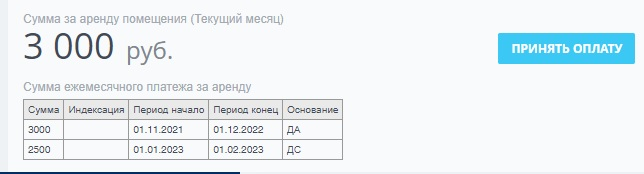 Сумма за аренду помещения (Текущий месяц)
3 000 руб.
ПРИНЯТЬ ОПЛАТУ
Сумма ежемесячного платежа за аренду
Сумма Индексация Период начало Период конец Основание
3000 01.11.2021 01.12.2022 ДА
2500 01.01.2023 01.02.2023 ДС